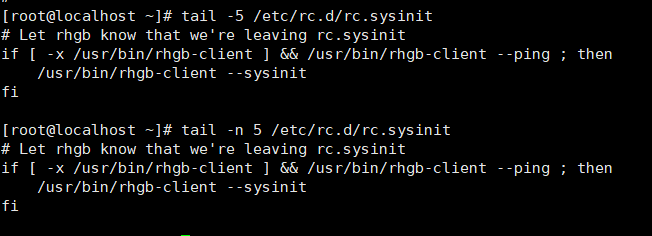 [root@localhost ~]# tail -5 /etc/rc.d/rc.sysinit
# Let rhgb know that we're leaving rc.sysinit
if [ -x /usr/bin/rhgb-client ] && /usr/bin/rhgb-client --ping ; then
    /usr/bin/rhgb-client --sysinit
fi

[root@localhost ~]# tail -n 5 /etc/rc.d/rc.sysinit
# Let rhgb know that we're leaving rc.sysinit
if [ -x /usr/bin/rhgb-client ] && /usr/bin/rhgb-client --ping ; then
    /usr/bin/rhgb-client --sysinit
fi